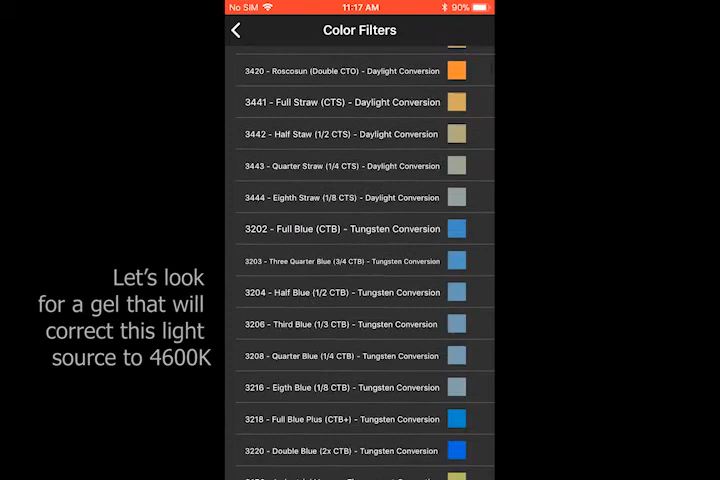 No SIM 11:17 AM 90%
Color Filters
3420 - Roscosun (Double CTO) - Daylight Conversion
3441 - Full Straw (CTS) - Daylight Conversion
3442 - Half Staw (1/2 CTS) - Daylight Conversion
3443 - Quarter Straw (1/4 CTS) - Daylight Conversion
3444 - Eighth Straw (1/8 CTS) - Daylight Conversion
3202 - Full Blue (CTB) - Tungsten Conversion
3203 - Three Quarter Blue (3/4 CTB) - Tungsten Conversion
3204 - Half Blue (1/2 CTB) - Tungsten Conversion
3206 - Third Blue (1/3 CTB) - Tungsten Conversion
3208 - Quarter Blue (1/4 CTB) - Tungsten Conversion
3216 - Eigth Blue (1/8 CTB) - Tungsten Conversion
3218 - Full Blue Plus (CTB+) - Tungsten Conversion
3220 - Double Blue (2x CTB) - Tungsten Conversion
Let's look
for a gel that will
correct this light
source to 4600K